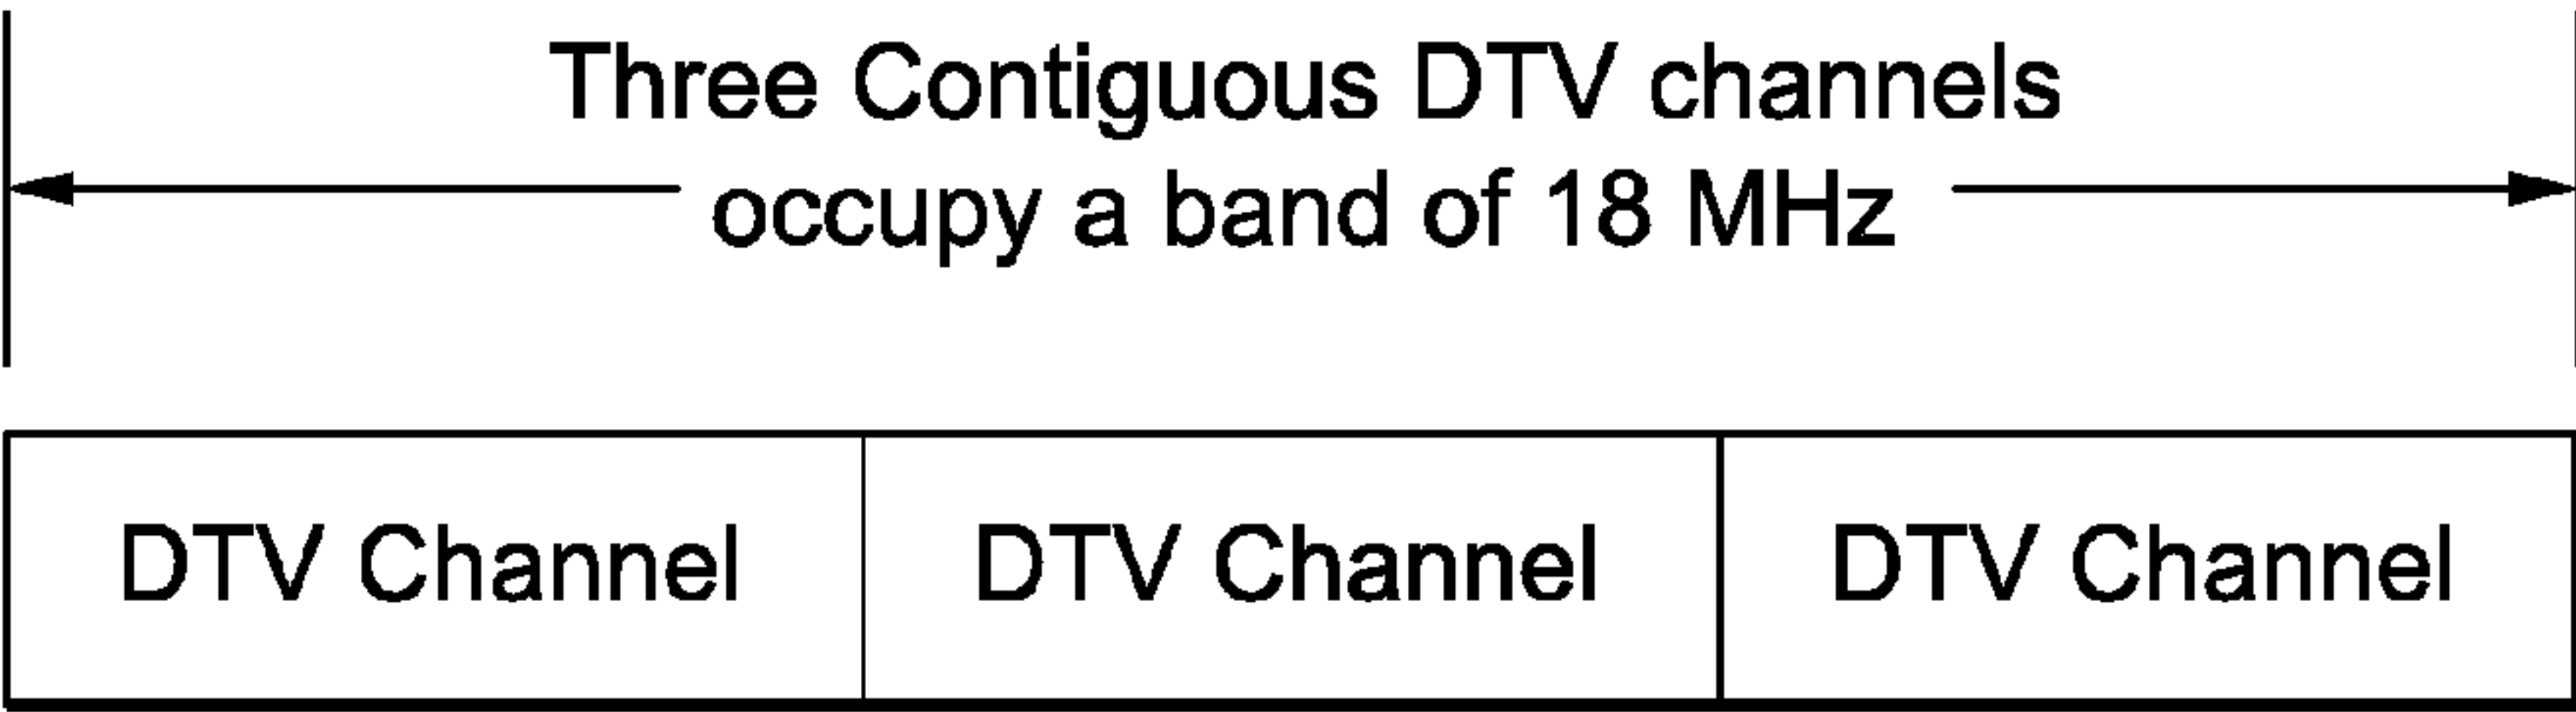 Three Contiguous DTV channels
occupy a band of 18 MHz
DTV Channel DTV Channel DTV Channel